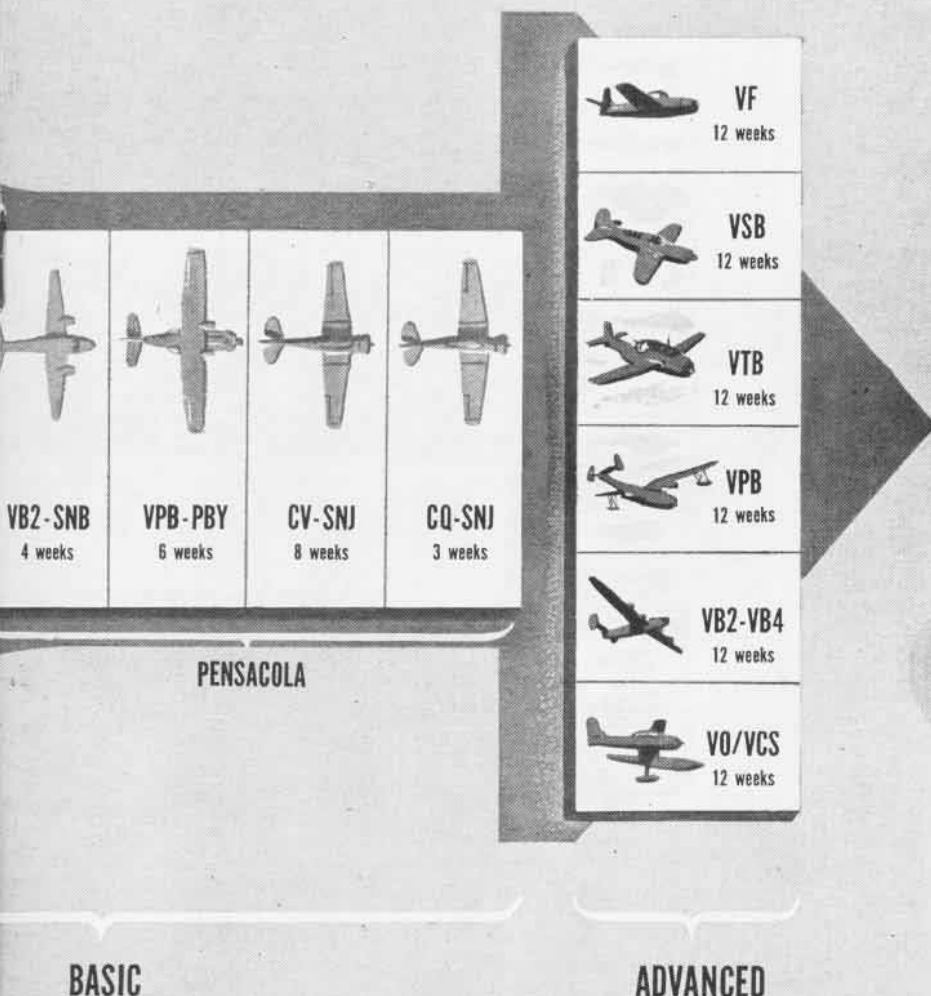 VB2-SNB
4 weeks
VPB-PBY
6 weeks
CV-SNJ
8 weeks
CQ-SNJ
3 weeks
PENSACOLA
BASIC
VF
12 weeks
VSB
12 weeks
VTB
12 weeks
VPB
12 weeks
VB2-VB4
12 weeks
VO/VCS
12 weeks
ADVANCED